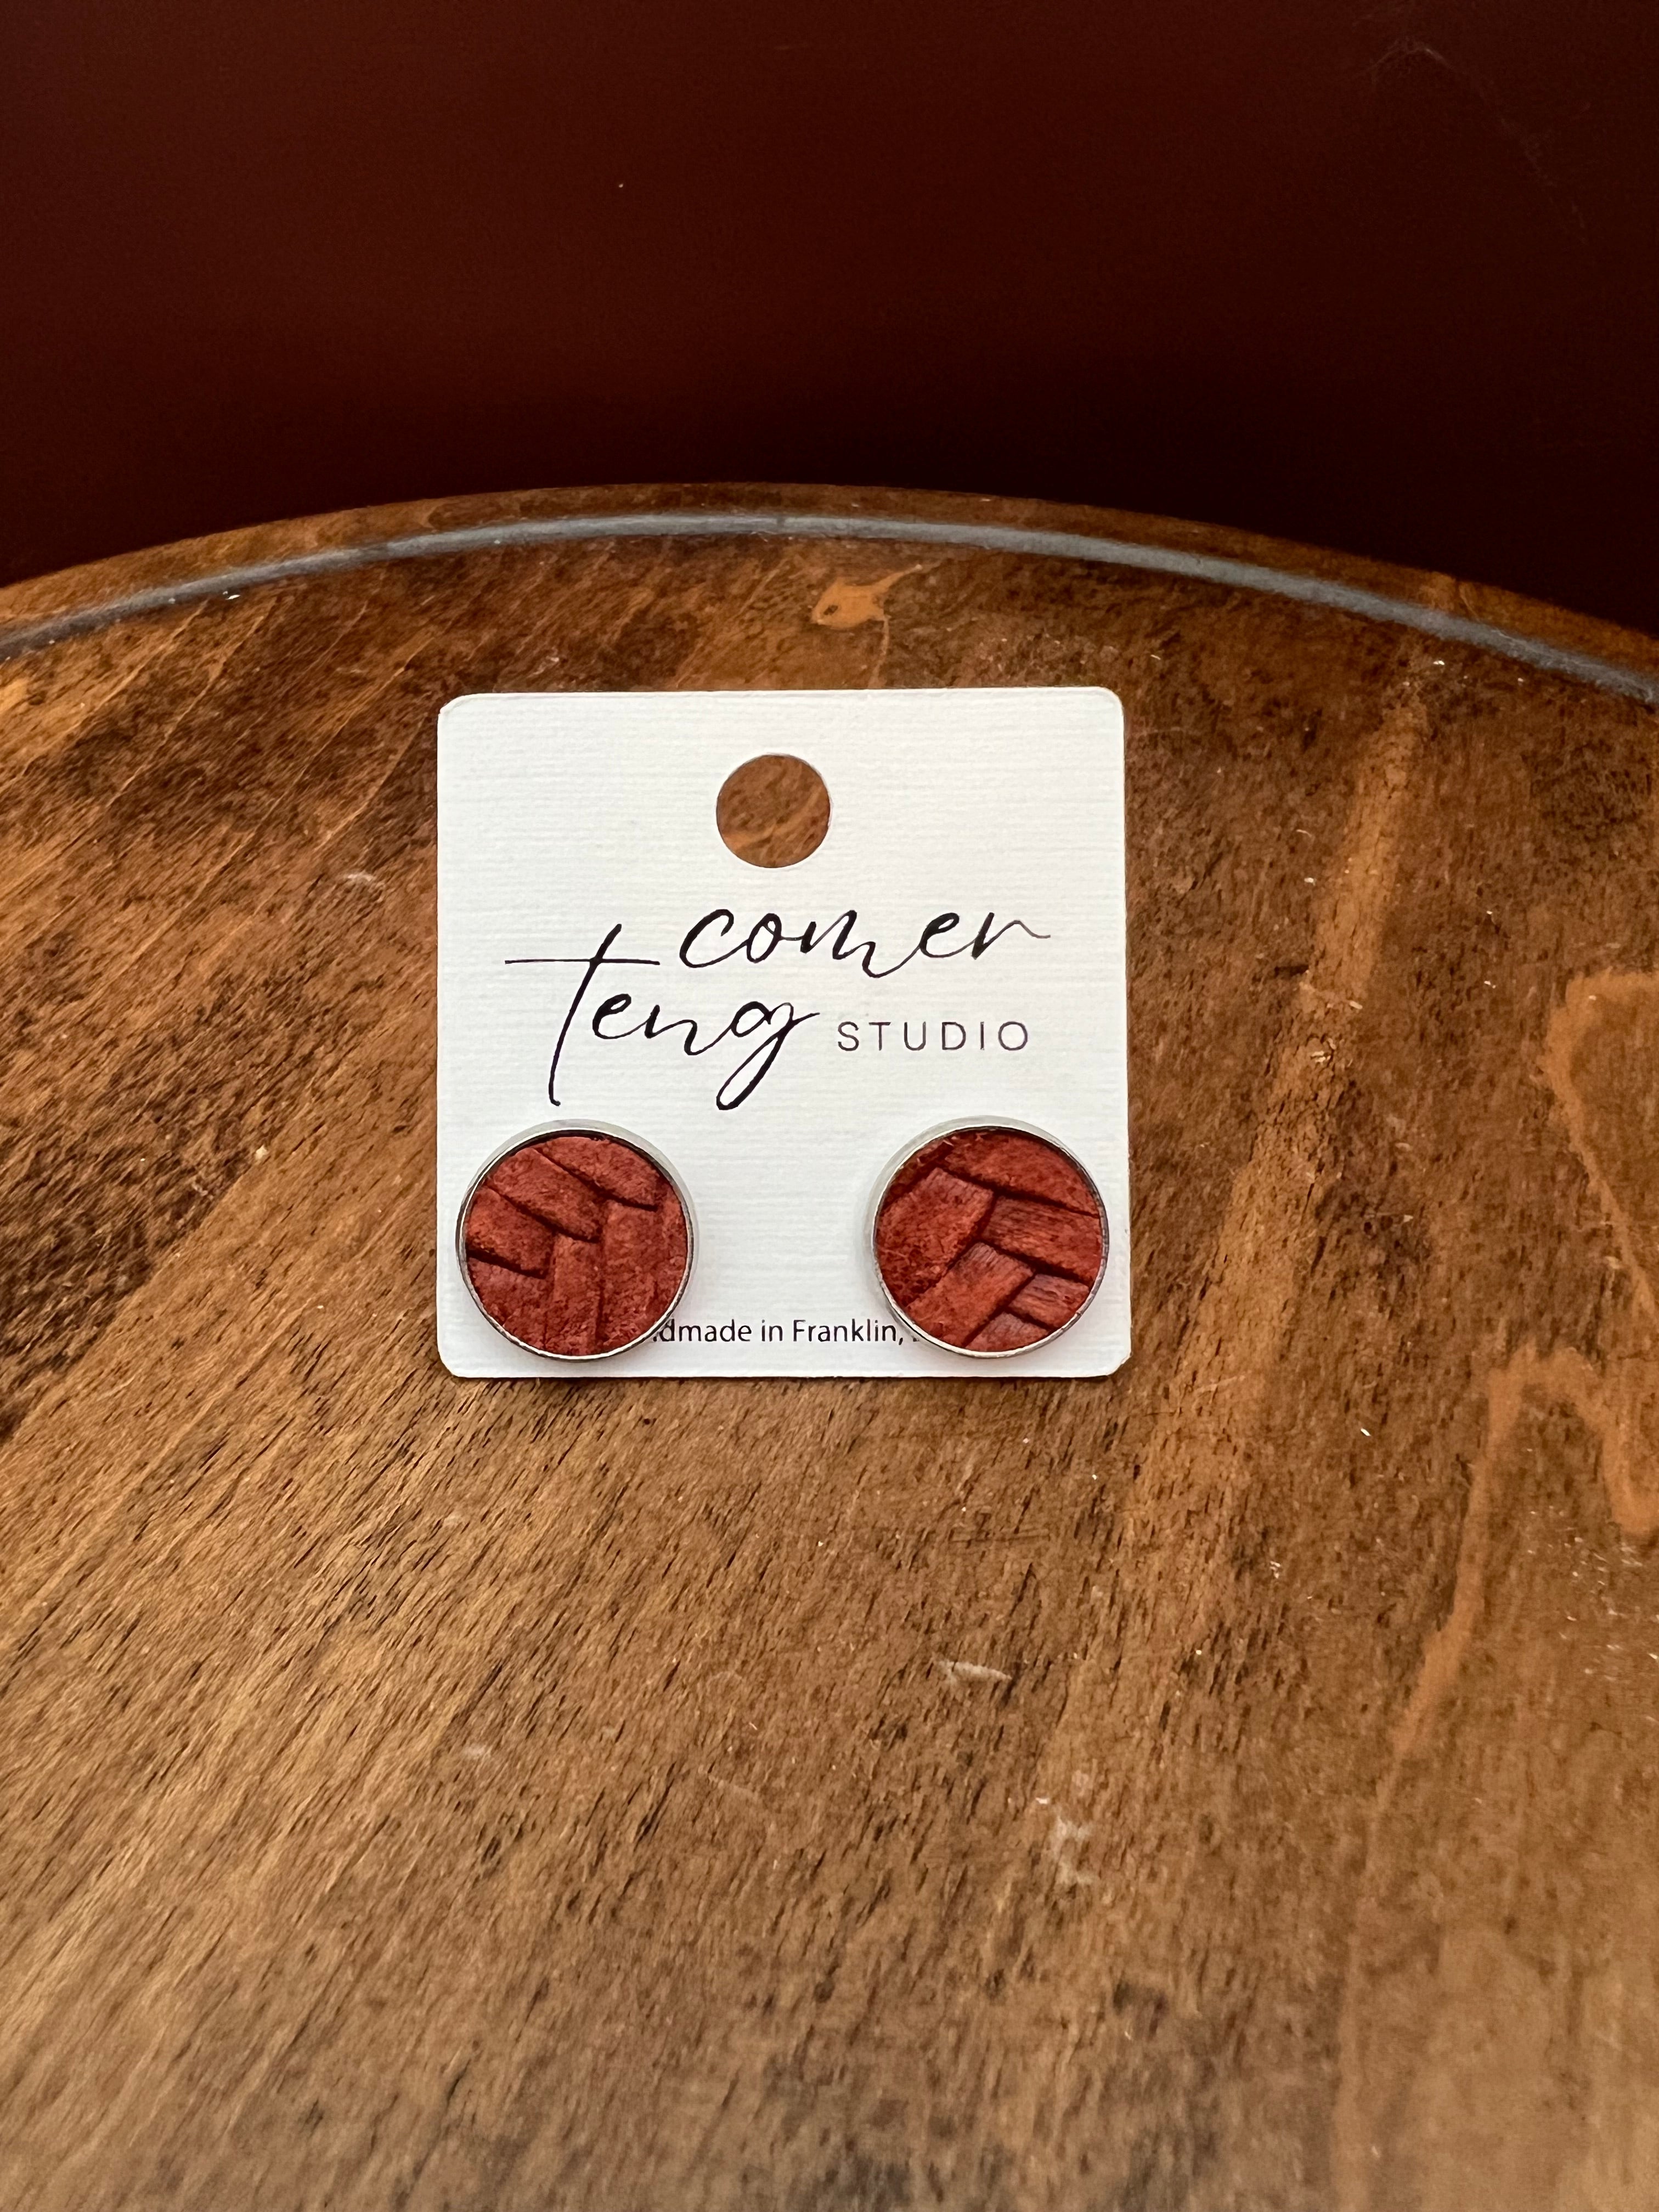 comer
teng STUDIO
dmade in Franklin,